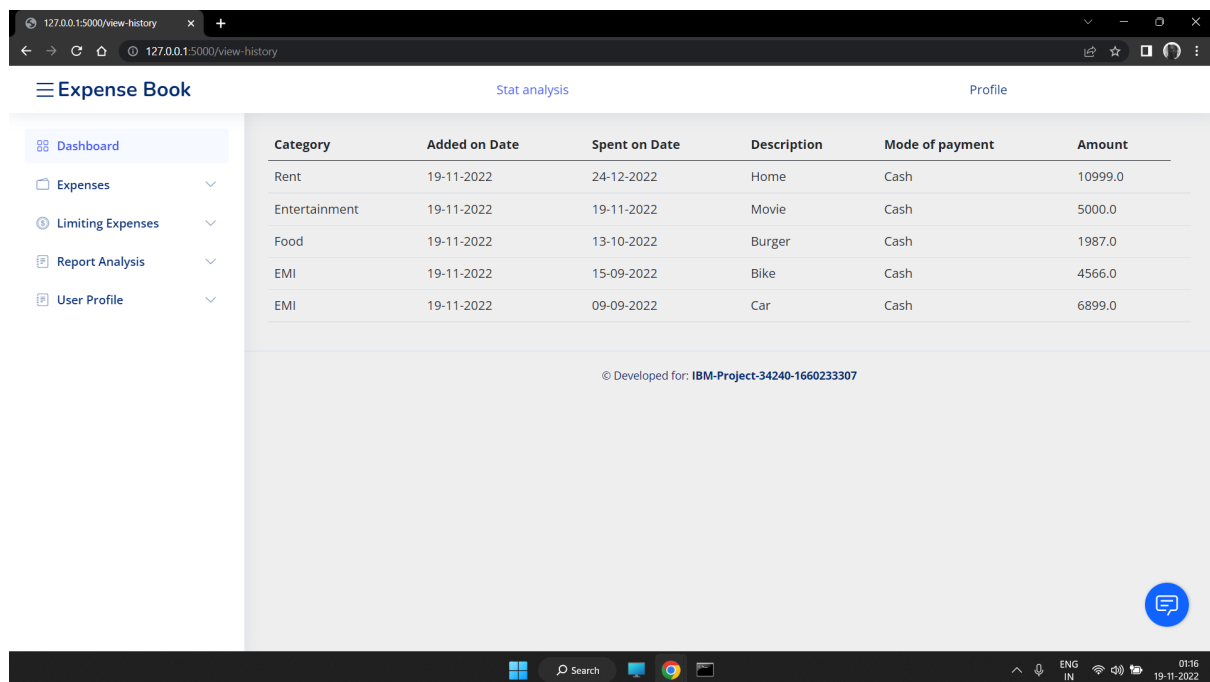 127.0.0.1:5000/view-history
127.0.0.1:5000/view-history
Expense Book Stat analysis Profile
Dashboard
Expenses
Limiting Expenses
Report Analysis
User Profile
Category Added on Date Spent on Date Description Mode of payment Amount
Rent 19-11-2022 24-12-2022 Home Cash 10999.0
Entertainment 19-11-2022 19-11-2022 Movie Cash 5000.0
Food 19-11-2022 13-10-2022 Burger Cash 1987.0
EMI 19-11-2022 15-09-2022 Bike Cash 4566.0
EMI 19-11-2022 09-09-2022 Car Cash 6899.0
© Developed for: IBM-Project-34240-1660233307
Search
ENG
IN
01:16
19-11-2022